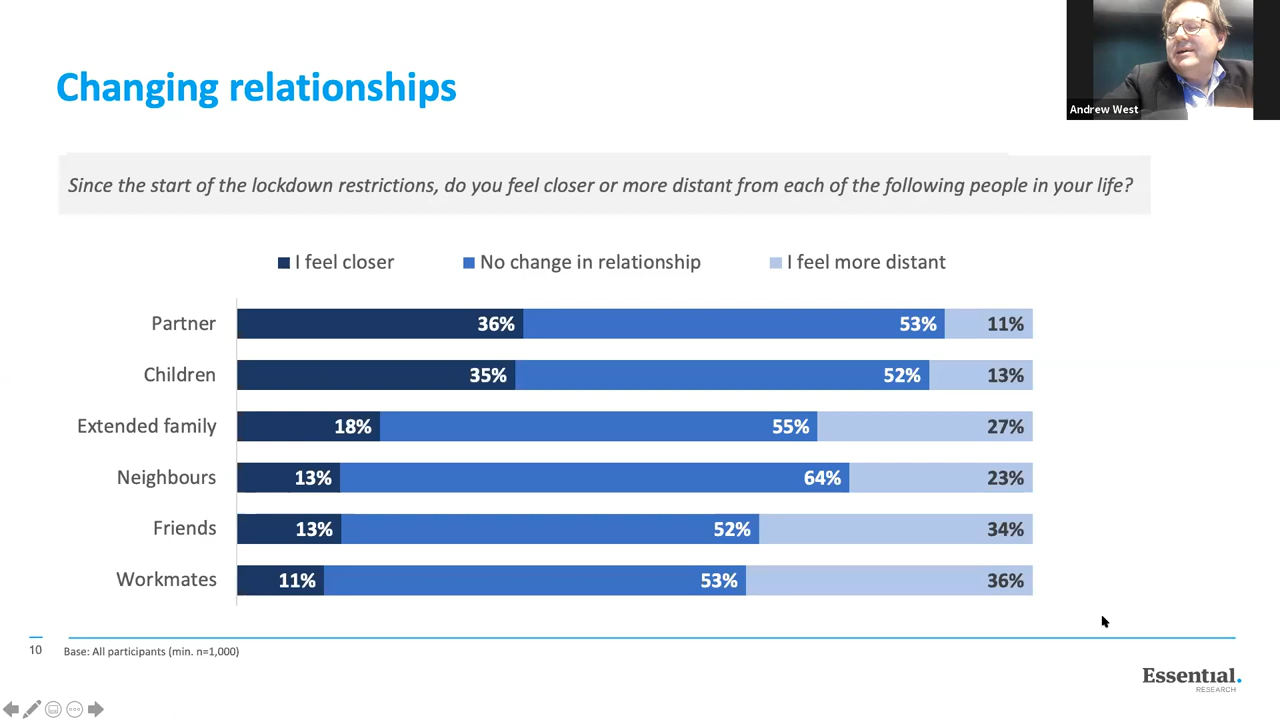 Changing relationships
Andrew West
Since the start of the lockdown restrictions, do you feel closer or more distant from each of the following people in your life?
I feel closer No change in relationship I feel more distant
Partner 36% 53% 11%
Children 35% 52% 13%
Extended family 18% 55% 27%
Neighbours 13% 64% 23%
Friends 13% 52% 34%
Workmates 11% 53% 36%
10 Base: All participants (min. n=1,000)
Essential.
RESEARCH